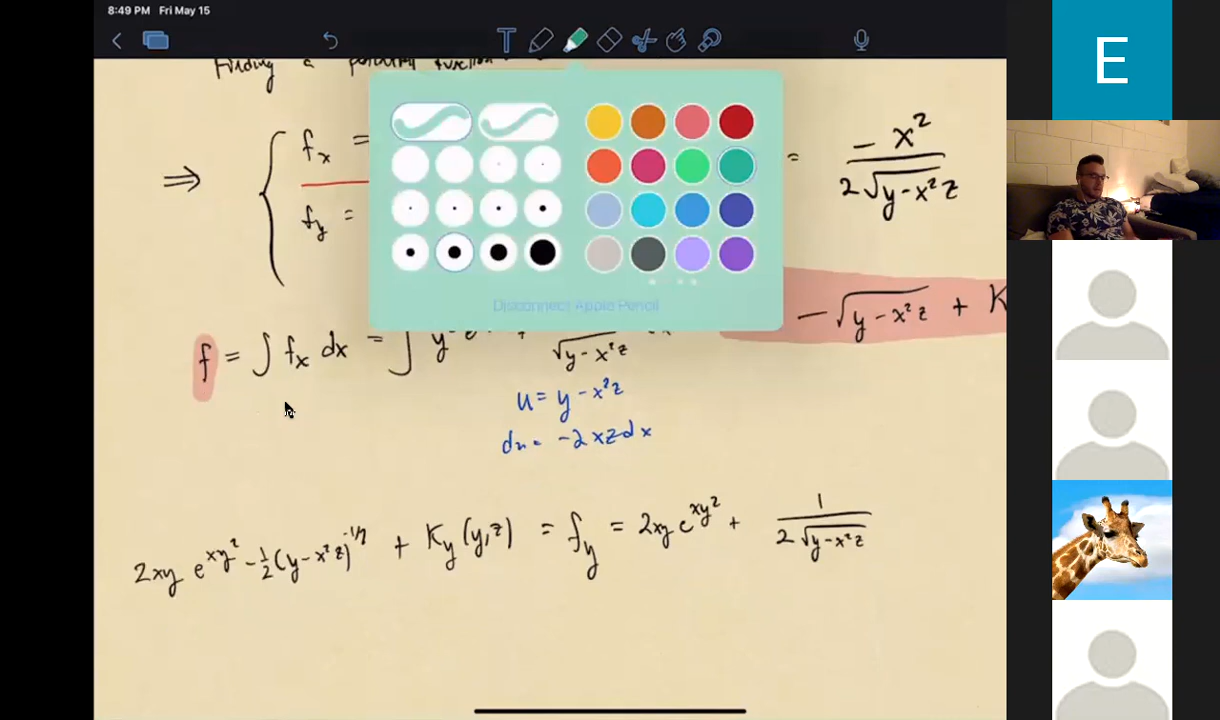 8:49 PM Fri May 15
T
E
Finding a potential function
⇒ { f_x =
f_y =
= -x² / 2√(y-x²z)
Disconnect Apple Pencil
-√(y-x²z) + K
f = ∫ f_x dx = ∫ y² e + / √(y-x²z) dx
u = y - x²z
du = -2xz dx
2xy e^(xy²) - 1/2 (y-x²z)^(-1/2) + K_y (y,z) = f_y = 2xy e^(xy²) + 1 / 2√(y-x²z)